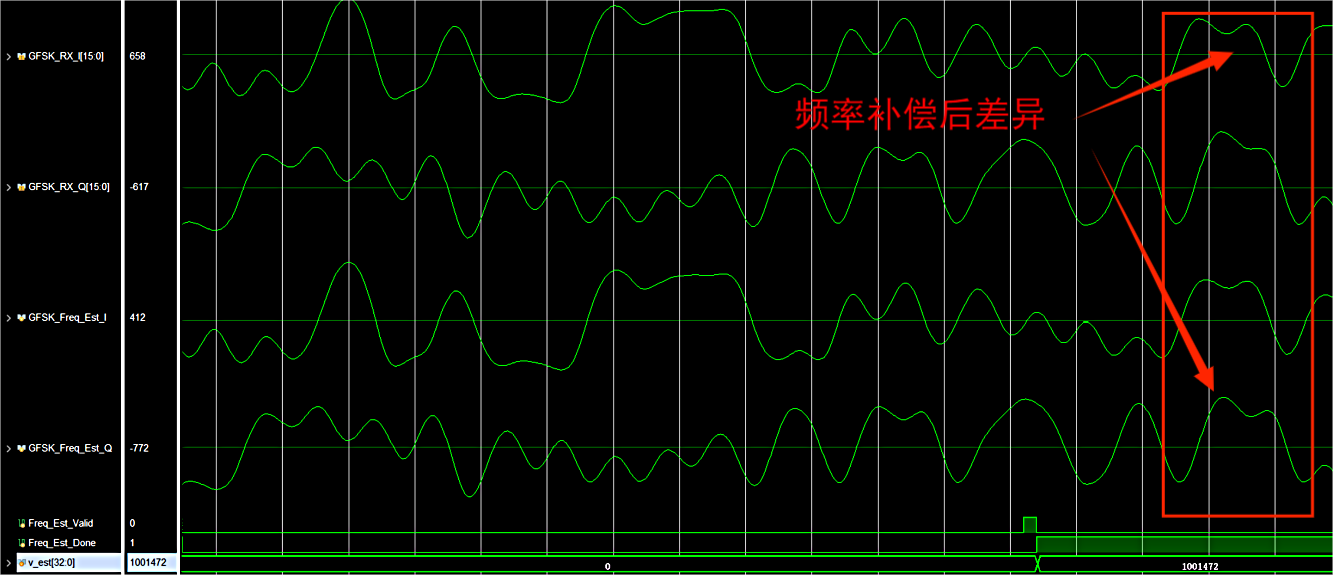 GFSK_RX_I[15:0] 658
频率补偿后差异
GFSK_RX_Q[15:0] -617
GFSK_Freq_Est_I 412
GFSK_Freq_Est_Q -772
Freq_Est_Valid 0
Freq_Est_Done 1
v_est[32:0] 1001472 0 1001472